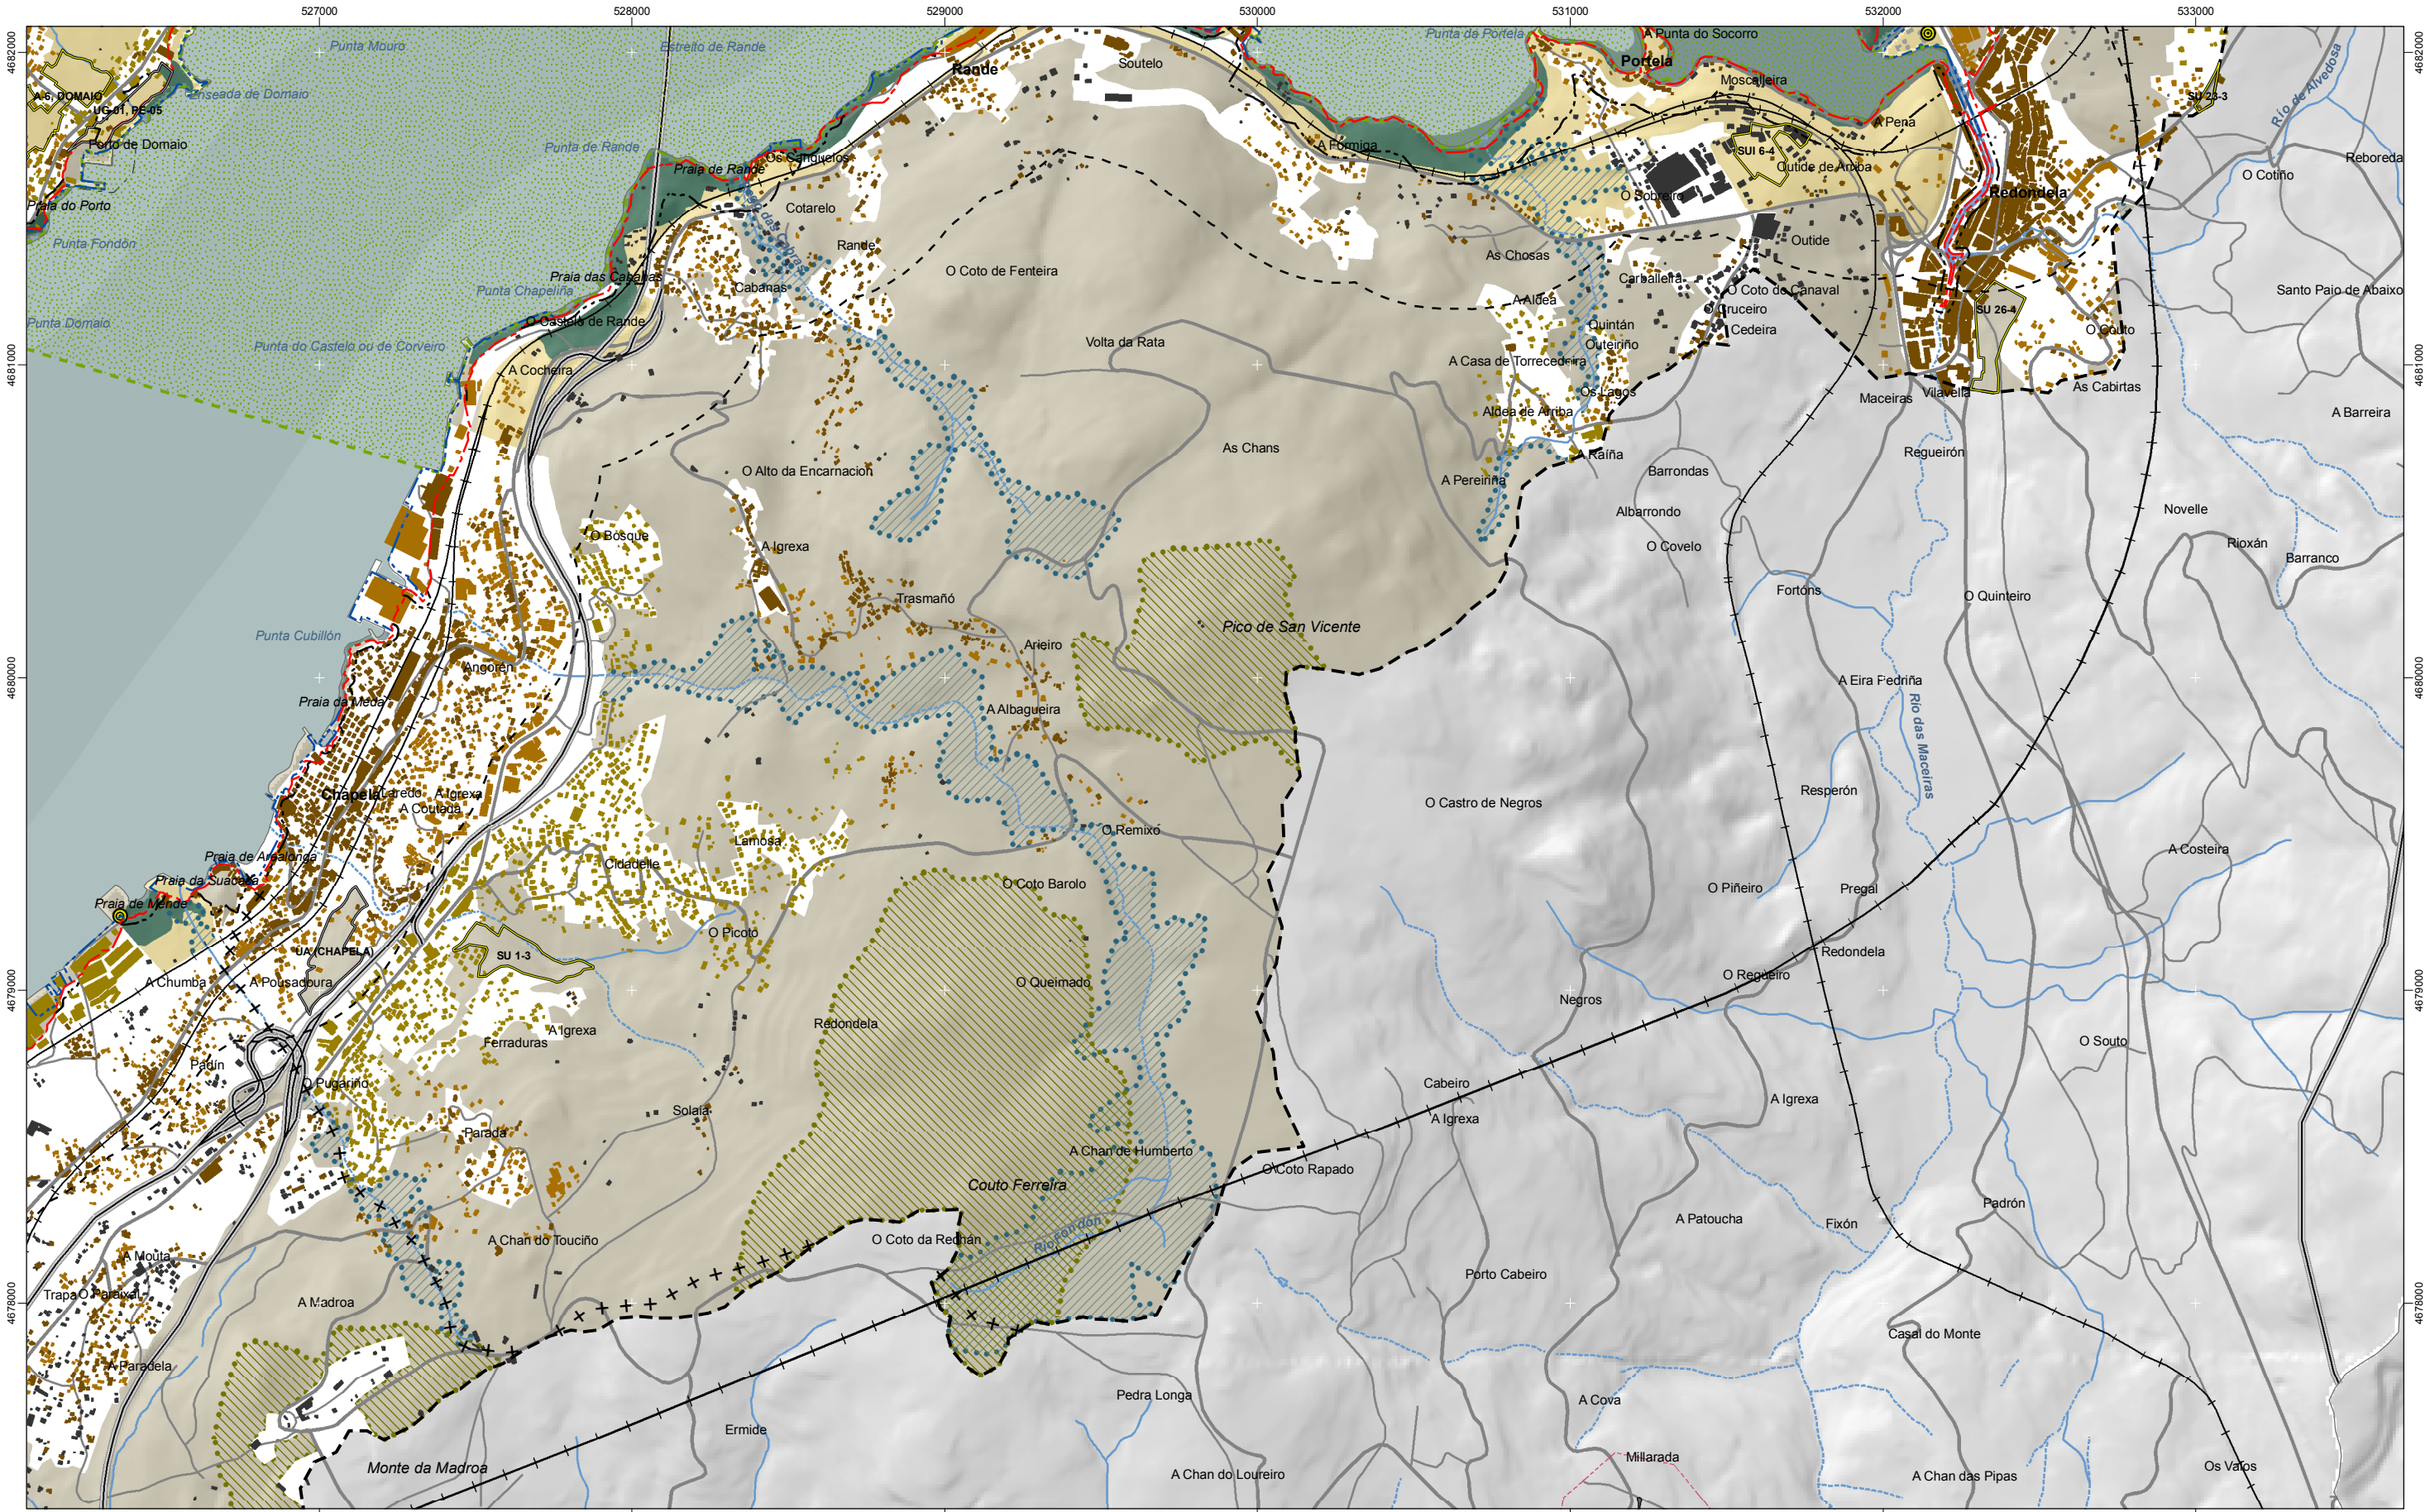 527000
528000
529000
530000
531000
532000
533000
4682000
4682000
Punta Mouro
Estreito de Rande
Punta da Portela
A Punta do Socorro
Soutelo
Portela
Rande
Moscalleira
A-6, DOMAIO
Enseada de Domaio
SU 23-3
Río de Alvedosa
UG-01, PE-05
A Pena
Porto de Domaio
Punta de Rande
A Formiga
SUI 6-4
Os Canquelos
Reboreda
Praia de Rande
Outide de Arriba
O Cotiño
O Sobreiro
Redondela
Praia do Porto
Cotarelo
Punta Fondón
Rande
Outide
As Chosas
O Coto de Fenteira
Praia das Cabanas
Carballeira
Cabanas
Punta Chapeliña
O Coto do Canaval
Santo Paio de Abaixo
A Aldea
O Cruceiro
SU 26-4
Punta Domaio
O Castelo de Rande
Quintán
Cedeira
O Couto
Punta do Castelo ou de Corveiro
Volta da Rata
Outeiriño
4681000
4681000
A Casa de Torrecedeira
A Cocheira
Os Lagos
Vilavella
As Cabirtas
Maceiras
Aldea de Arriba
A Barreira
As Chans
Regueirón
A Raíña
O Alto da Encarnacion
Barrondas
A Pereiriña
Albarrondo
Novelle
O Bosque
A Igrexa
O Covelo
Rioxán
Barranco
Fortóns
Trasmañó
O Quinteiro
Pico de San Vicente
Punta Cubillón
Arieiro
Angorén
4680000
4680000
A Eira Pedriña
Praia da Meda
A Albagueira
Río das Maceiras
Chapela
Laredo
A Igrexa
Resperón
A Coutada
O Castro de Negros
O Remixó
Lamosa
A Costeira
Praia de Arealonga
Cidadelle
Praia da Suacasa
O Coto Barolo
O Piñeiro
Pregal
Praia de Mende
O Picoto
UA (CHAPELA)
SU 1-3
Redondela
A Chumba
A Pousadoura
O Queimado
O Regueiro
4679000
4679000
Negros
Redondela
A Igrexa
Ferraduras
O Souto
Padín
O Pugariño
Cabeiro
A Igrexa
A Igrexa
Solaia
Parada
A Chan de Humberto
O Coto Rapado
Couto Ferreira
Padrón
A Patoucha
Fixón
Río Fondón
A Chan do Touciño
O Coto da Redhán
A Mouta
Porto Cabeiro
Trapa
O Paraixal
A Madroa
4678000
4678000
Casal do Monte
A Paradela
Pedra Longa
A Cova
Ermide
Millarada
Monte da Madroa
A Chan do Loureiro
A Chan das Pipas
Os Valos